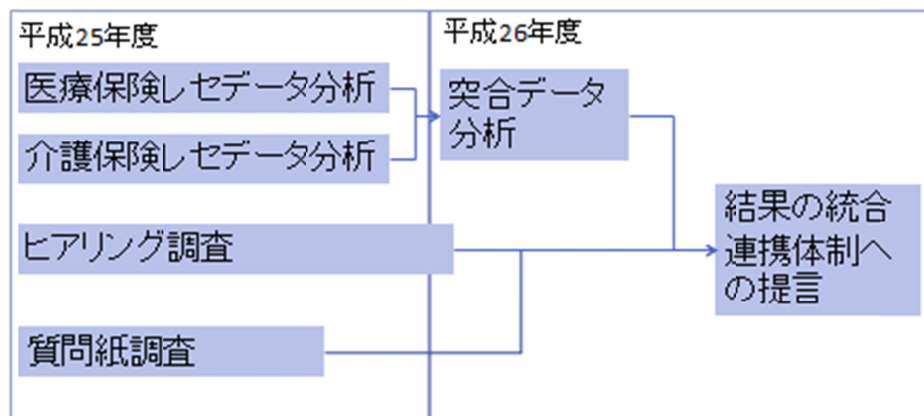 平成25年度
医療保険レセデータ分析
介護保険レセデータ分析
ヒアリング調査
質問紙調査
平成26年度
突合データ
分析
結果の統合
連携体制へ
の提言